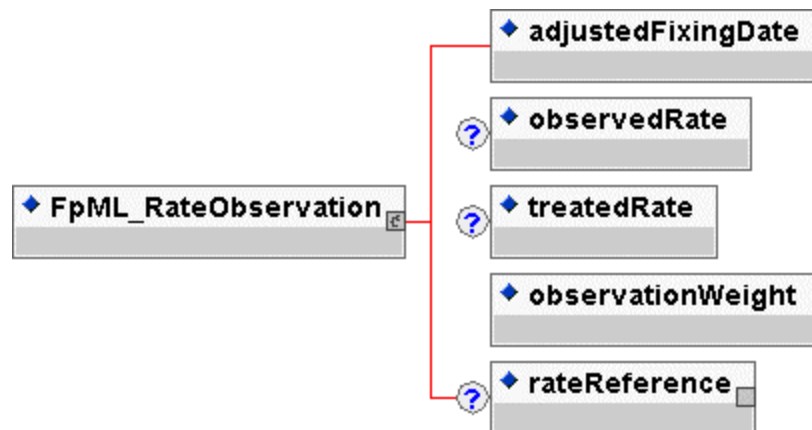 adjustedFixingDate
? observedRate
FpML_RateObservation
? treatedRate
observationWeight
? rateReference